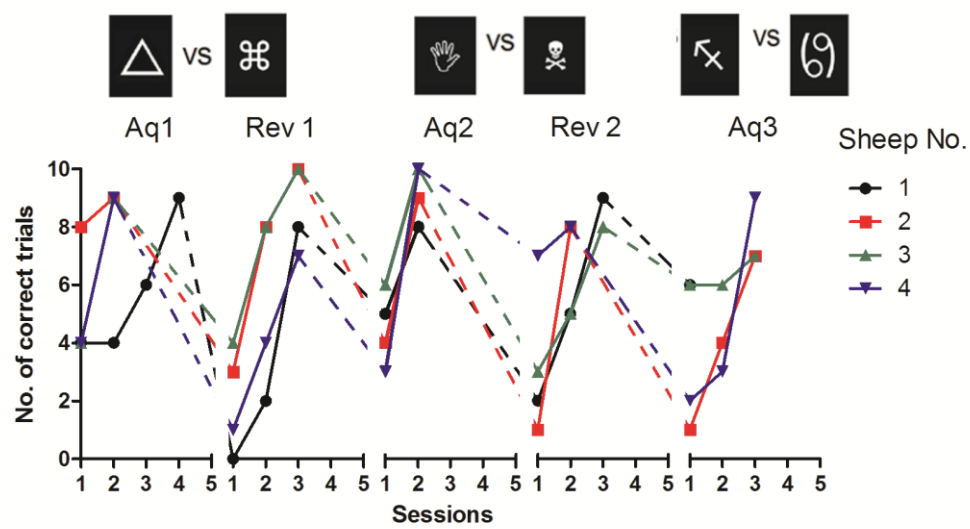 vs vs vs
Aq1 Rev 1 Aq2 Rev 2 Aq3
Sheep No.
1
2
3
4
No. of correct trials
10
8
6
4
2
0
1 2 3 4 5 1 2 3 4 5 1 2 3 4 5 1 2 3 4 5 1 2 3 4 5
Sessions